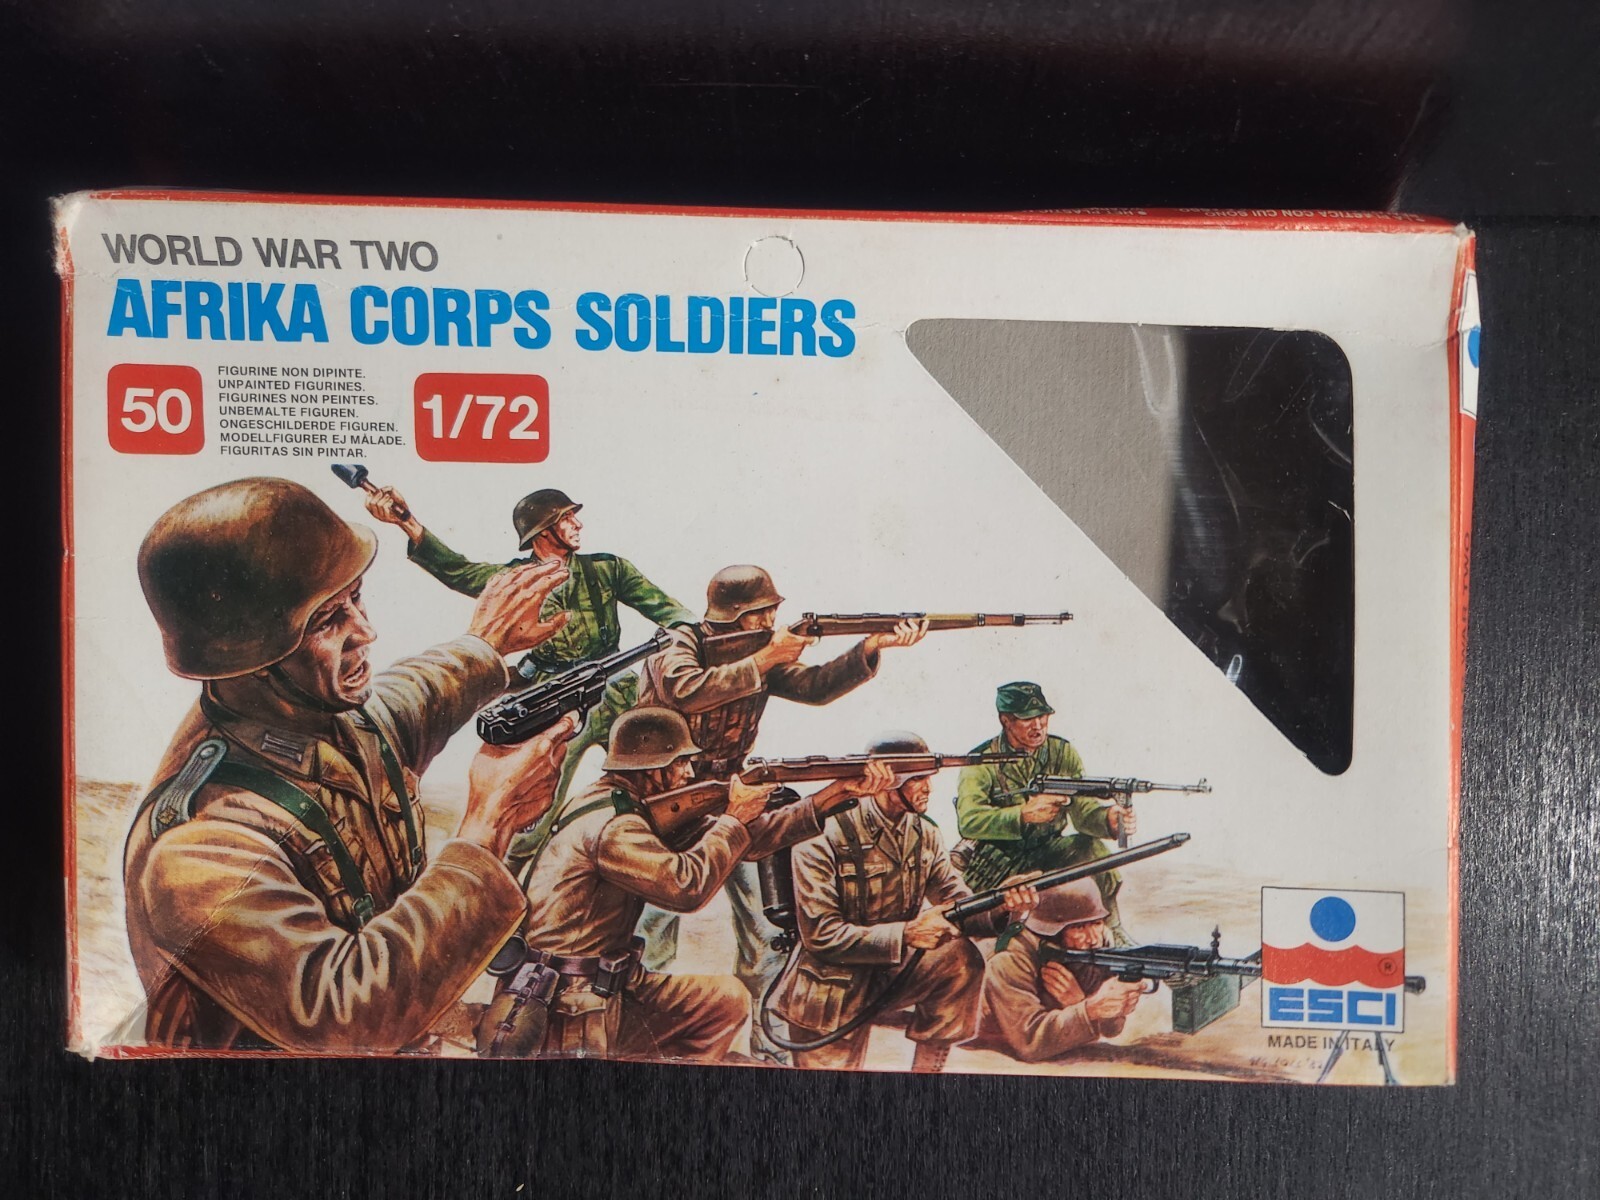 WORLD WAR TWO
AFRIKA CORPS SOLDIERS
50
FIGURINE NON DIPINTE.
UNPAINTED FIGURINES.
FIGURINES NON PEINTES.
UNBEMALTE FIGUREN.
ONGESCHILDERDE FIGUREN.
MODELLFIGURER EJ MÅLADE.
FIGURITAS SIN PINTAR.
1/72
®
ESCI
MADE IN ITALY